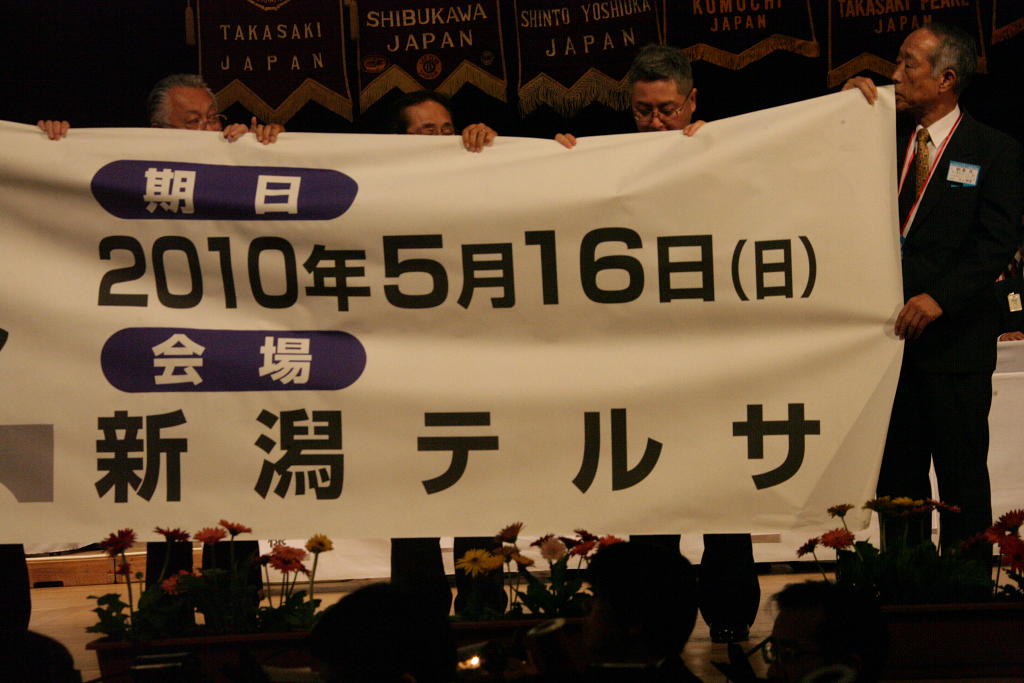 TAKASAKI
JAPAN
SHIBUKAWA
JAPAN
SHINTO YOSHIOKA
JAPAN
KOMOCHI
JAPAN
TAKASAKI PEARL
JAPAN
期日
2010年5月16日(日)
会場
新潟テルサ